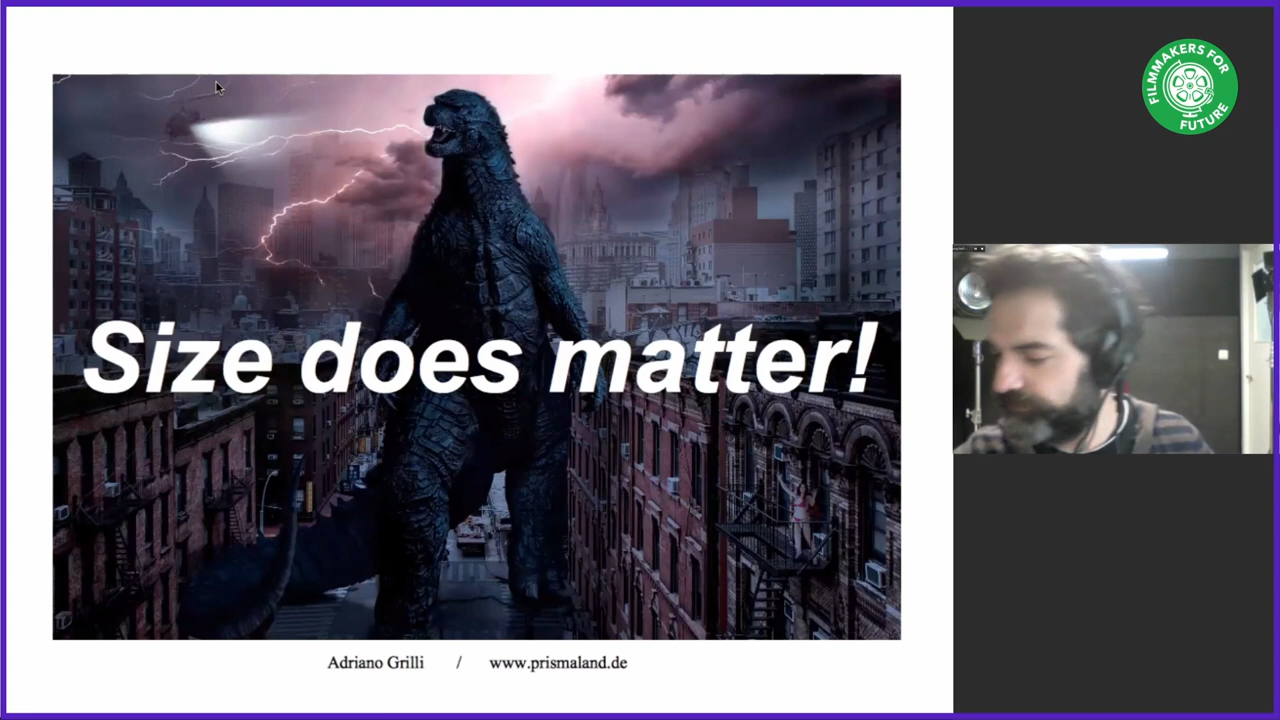 FILMMAKERS FOR
FUTURE
Size does matter!
Adriano Grilli / www.prismaland.de